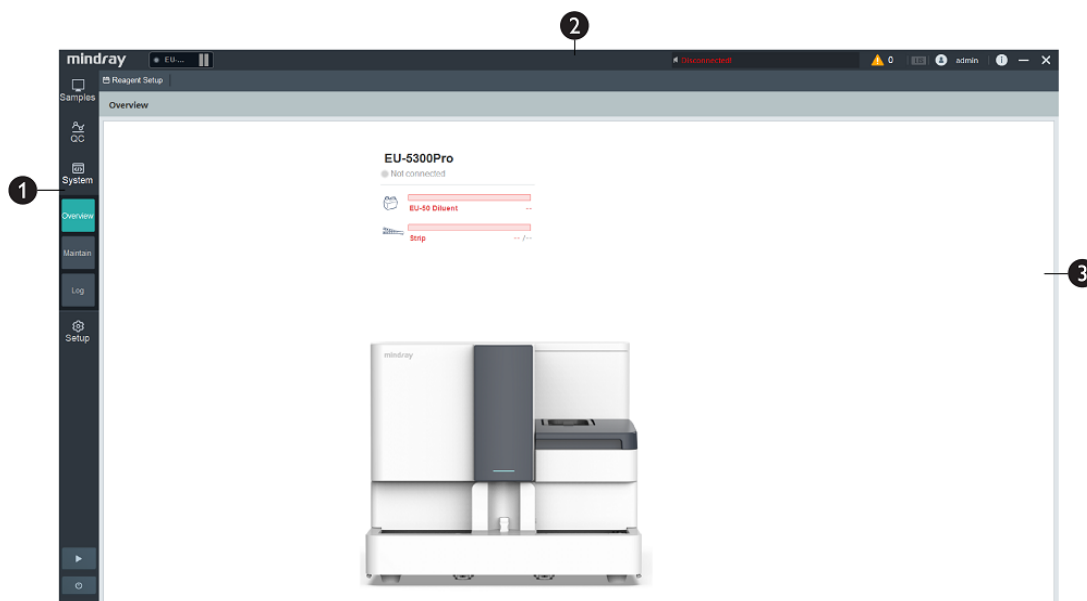 2
mindray EU-... Disconnected! 0 admin
Reagent Setup
Samples
Overview
QC
System
1
Overview
Maintain
Log
Setup
EU-5300Pro
Not connected
EU-50 Diluent --
Strip -- /--
3
mindray